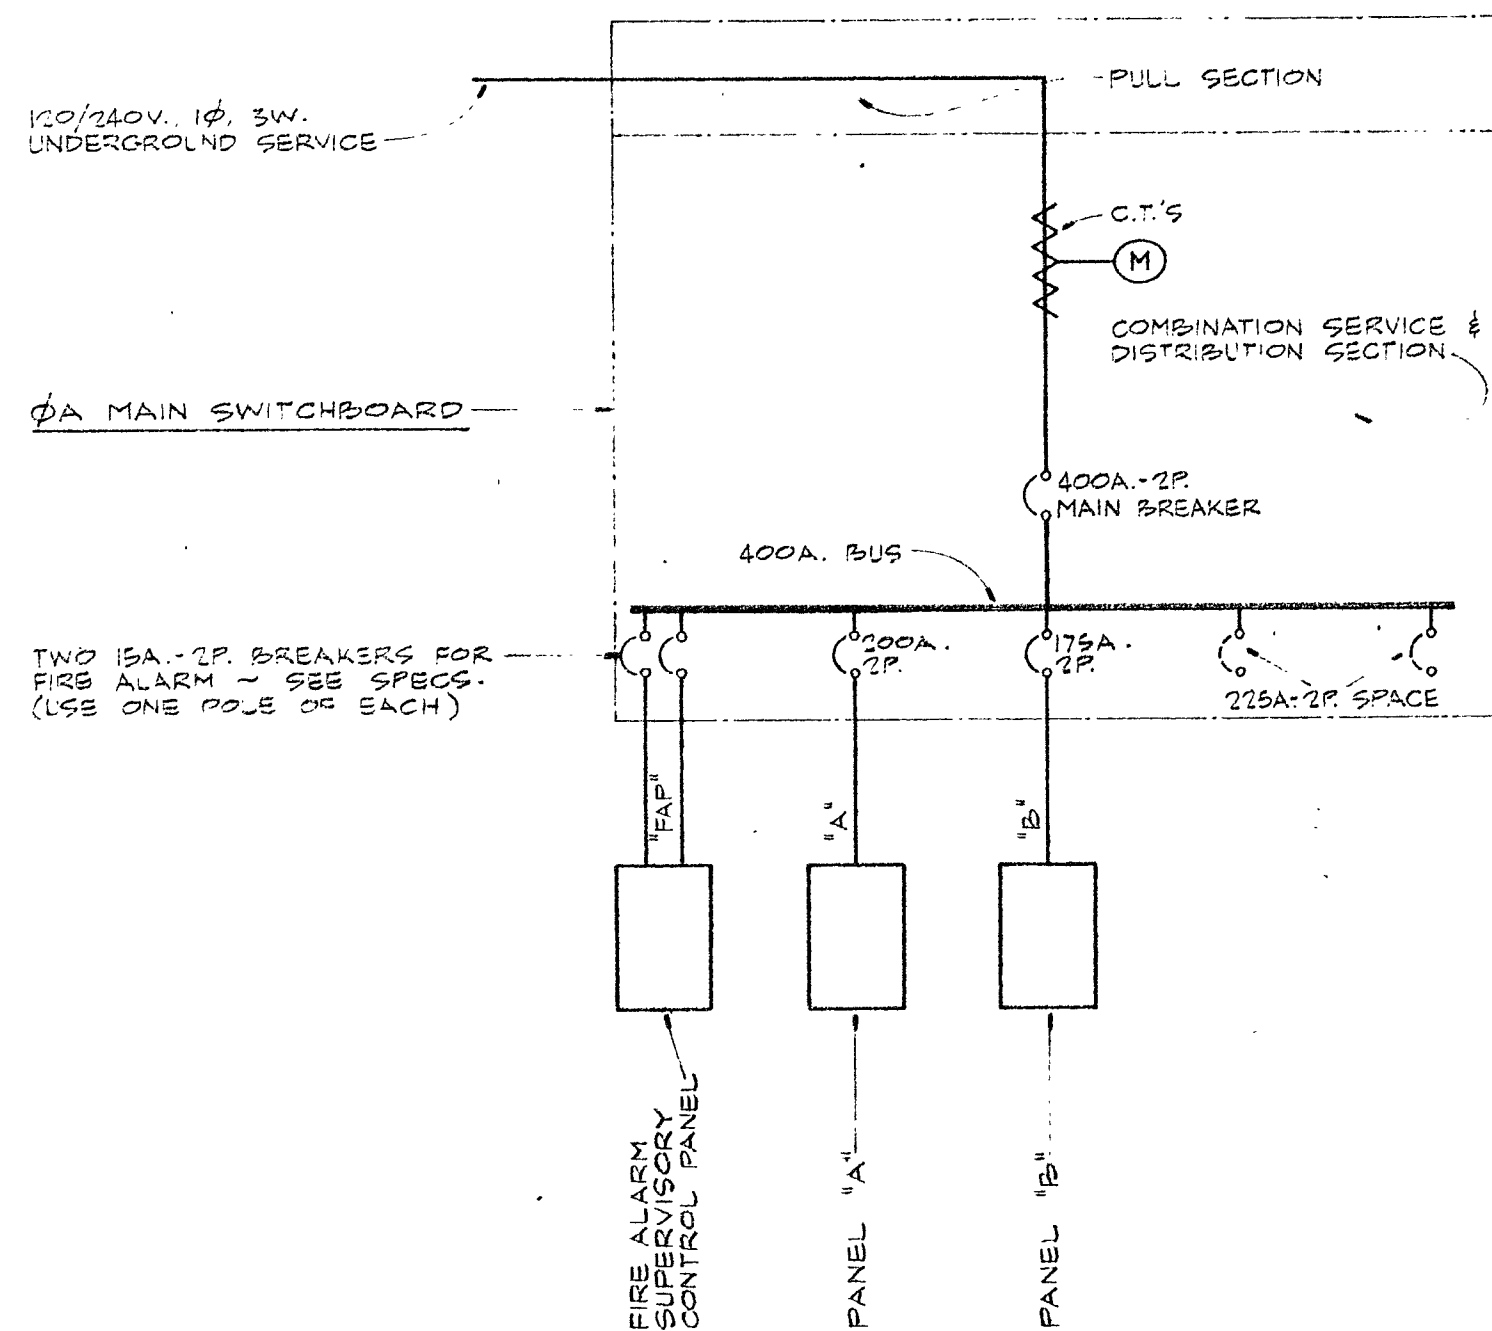 PULL SECTION
120/240V., 1Ø, 3W.
UNDERGROUND SERVICE
C.T.'S
M
COMBINATION SERVICE &
DISTRIBUTION SECTION
ØA MAIN SWITCHBOARD
400A.-2P.
MAIN BREAKER
400A. BUS
TWO 15A.-2P. BREAKERS FOR
FIRE ALARM ~ SEE SPECS.
(USE ONE POLE OF EACH)
200A.
2P.
175A.
2P.
225A-2P. SPACE
"FAP"
"A"
"B"
FIRE ALARM
SUPERVISORY
CONTROL PANEL
PANEL "A"
PANEL "B"